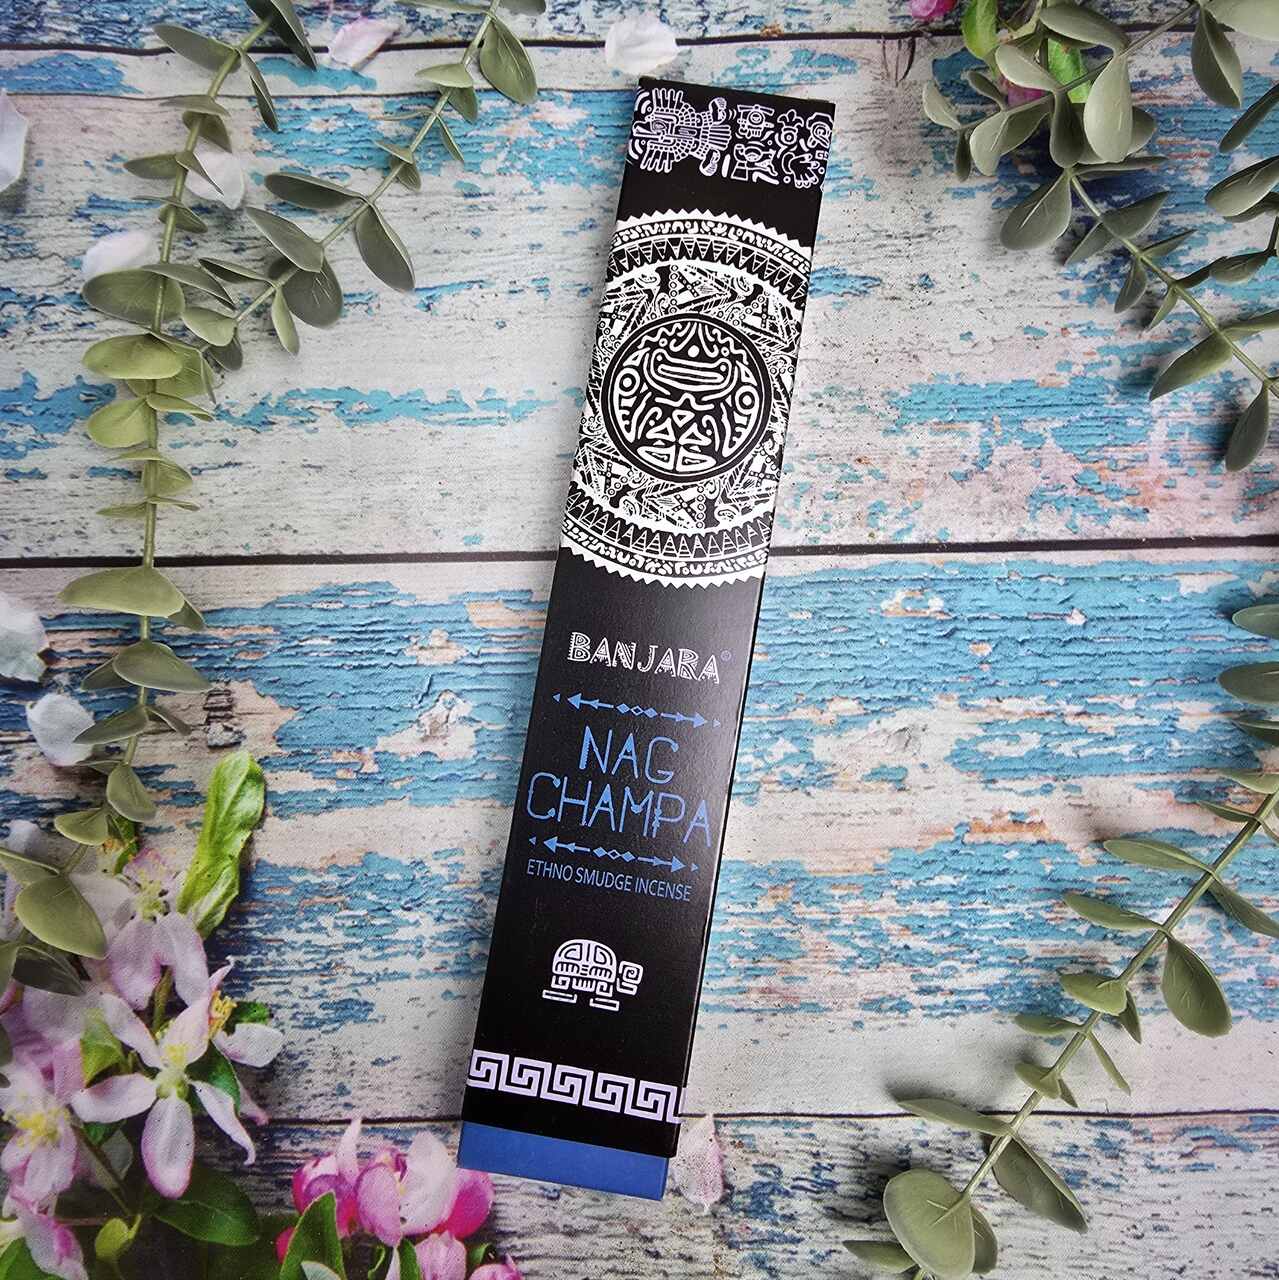 BANJARA©
NAG
CHAMPA
ETHNO SMUDGE INCENSE